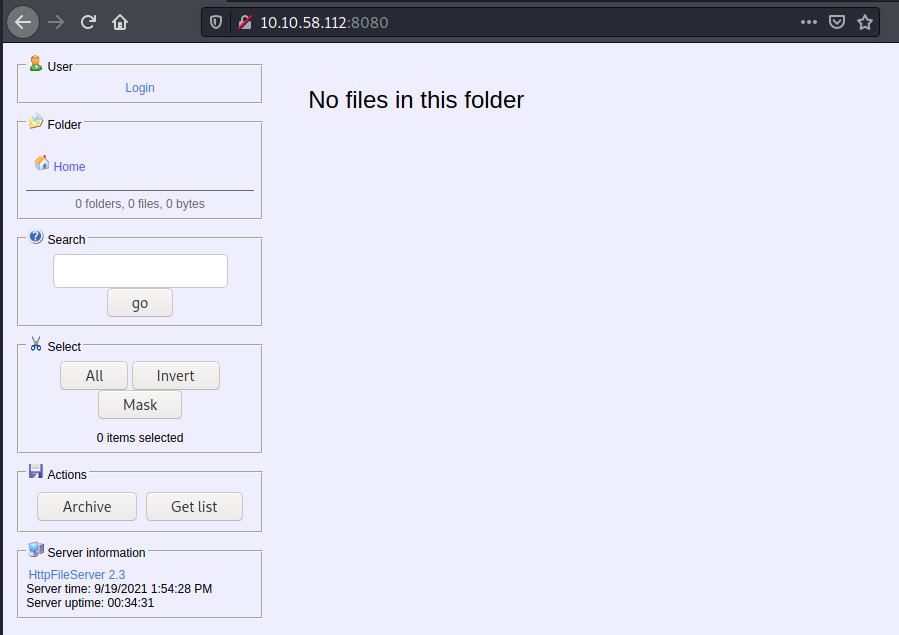 10.10.58.112:8080
User
Login
Folder
Home
0 folders, 0 files, 0 bytes
Search
go
Select
All Invert
Mask
0 items selected
Actions
Archive Get list
Server information
HttpFileServer 2.3
Server time: 9/19/2021 1:54:28 PM
Server uptime: 00:34:31
No files in this folder